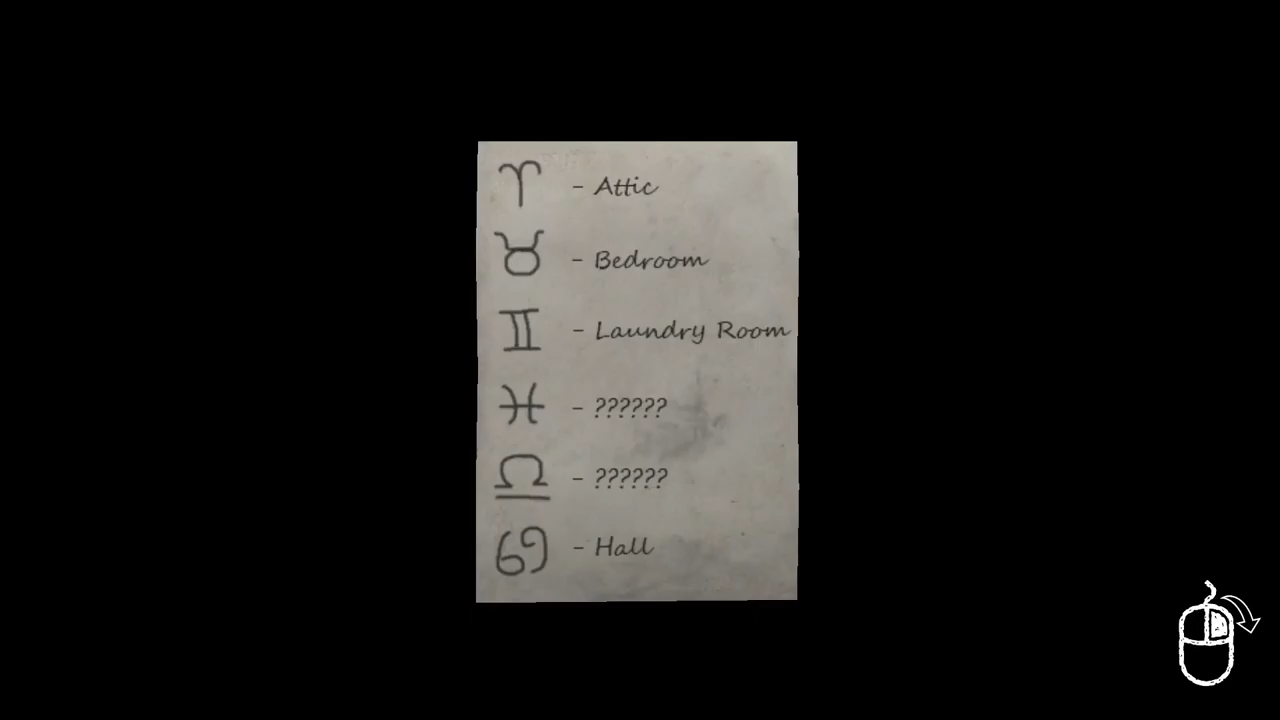 ♈ - Attic
♉ - Bedroom
♊ - Laundry Room
♓ - ??????
♎ - ??????
♋ - Hall